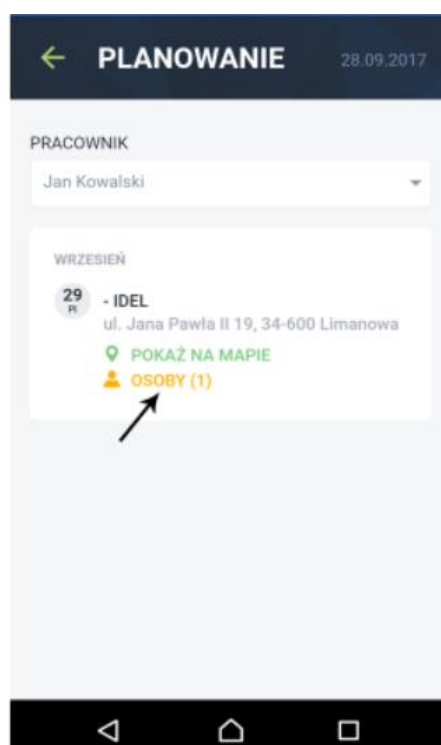 PLANOWANIE 28.09.2017
PRACOWNIK
Jan Kowalski
WRZESIEŃ
29
PI
- IDEL
ul. Jana Pawła II 19, 34-600 Limanowa
POKAŻ NA MAPIE
OSOBY (1)